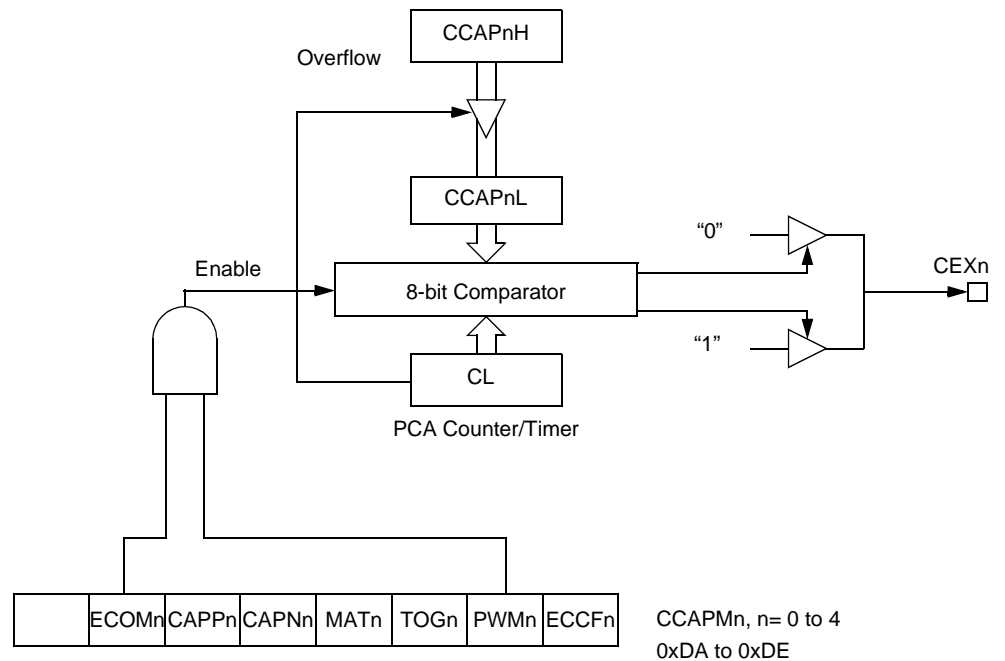 CCAPnH
Overflow
CCAPnL
“0”
Enable
8-bit Comparator
CEXn
“1”
CL
PCA Counter/Timer
ECOMn CAPPn CAPNn MATn TOGn PWMn ECCFn
CCAPMn, n= 0 to 4
0xDA to 0xDE